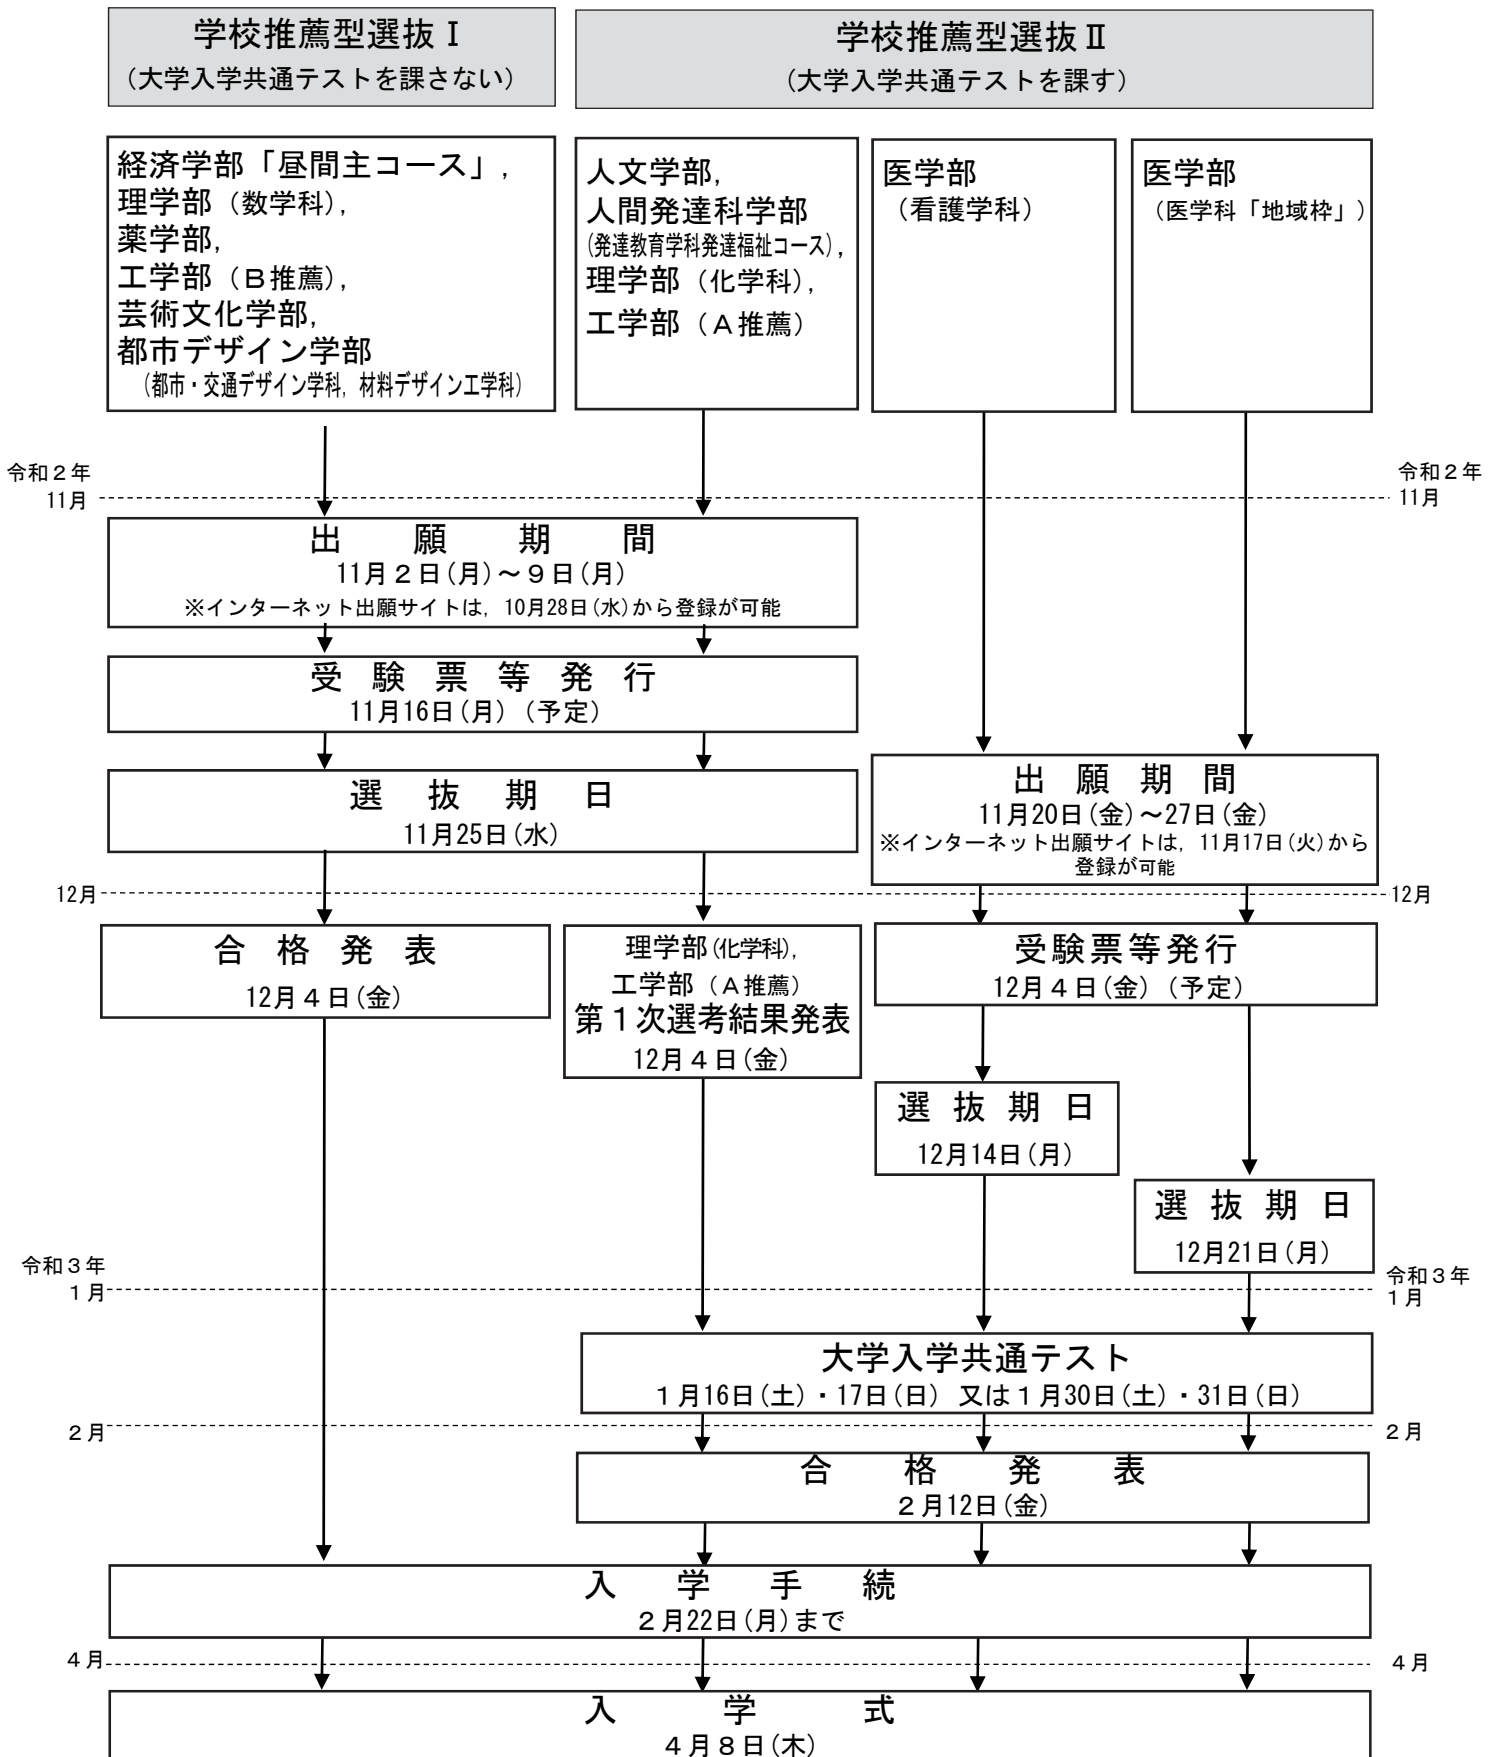 学校推薦型選抜Ⅰ
（大学入学共通テストを課さない）
学校推薦型選抜Ⅱ
（大学入学共通テストを課す）
経済学部「昼間主コース」，
理学部（数学科），
薬学部，
工学部（Ｂ推薦），
芸術文化学部，
都市デザイン学部
（都市・交通デザイン学科，材料デザイン工学科）
人文学部，
人間発達科学部
（発達教育学科発達福祉コース），
理学部（化学科），
工学部（Ａ推薦）
医学部
（看護学科）
医学部
（医学科「地域枠」）
令和２年
11月
令和２年
11月
出願期間
11月２日（月）～９日（月）
※インターネット出願サイトは，10月28日（水）から登録が可能
受験票等発行
11月16日（月）（予定）
選抜期日
11月25日（水）
出願期間
11月20日（金）～27日（金）
※インターネット出願サイトは，11月17日（火）から
登録が可能
12月
12月
合格発表
12月４日（金）
理学部（化学科），
工学部（Ａ推薦）
第１次選考結果発表
12月４日（金）
受験票等発行
12月４日（金）（予定）
選抜期日
12月14日（月）
選抜期日
12月21日（月）
令和３年
１月
令和３年
１月
大学入学共通テスト
１月16日（土）・17日（日） 又は１月30日（土）・31日（日）
２月
２月
合格発表
２月12日（金）
入学手続
２月22日（月）まで
４月
４月
入学式
４月８日（木）